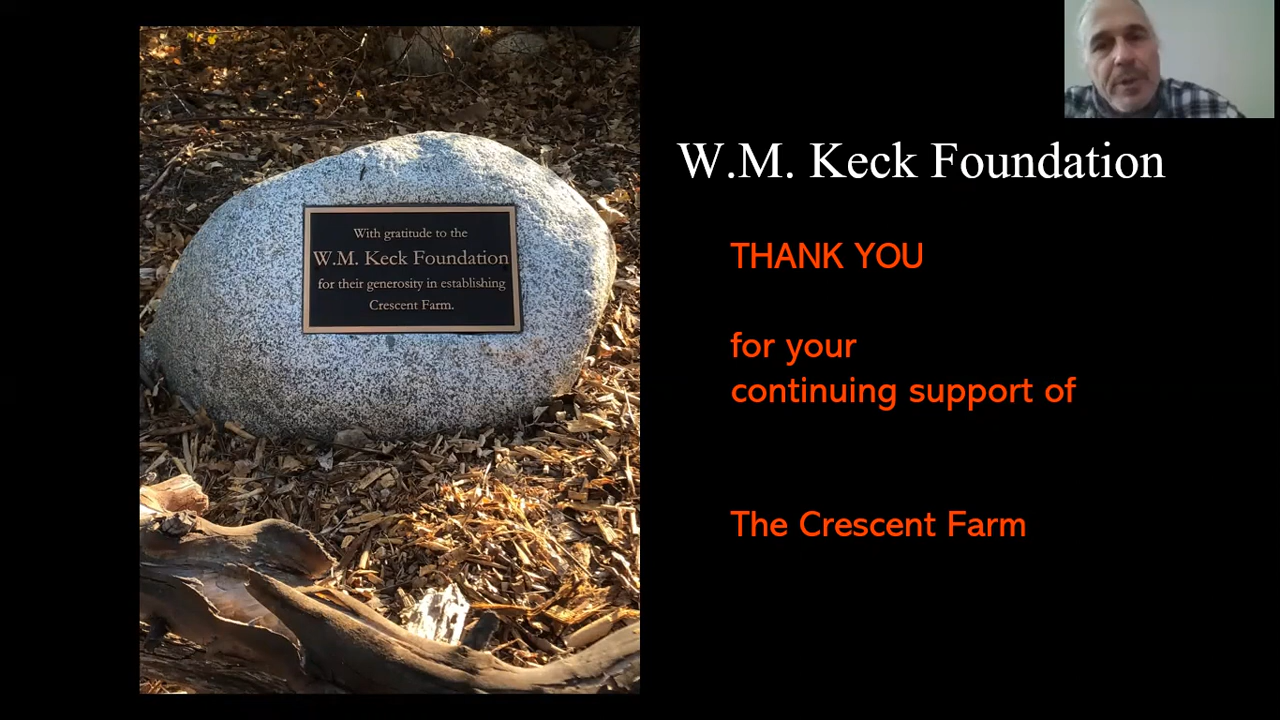 With gratitude to the
W.M. Keck Foundation
for their generosity in establishing
Crescent Farm.
W.M. Keck Foundation
THANK YOU
for your
continuing support of
The Crescent Farm